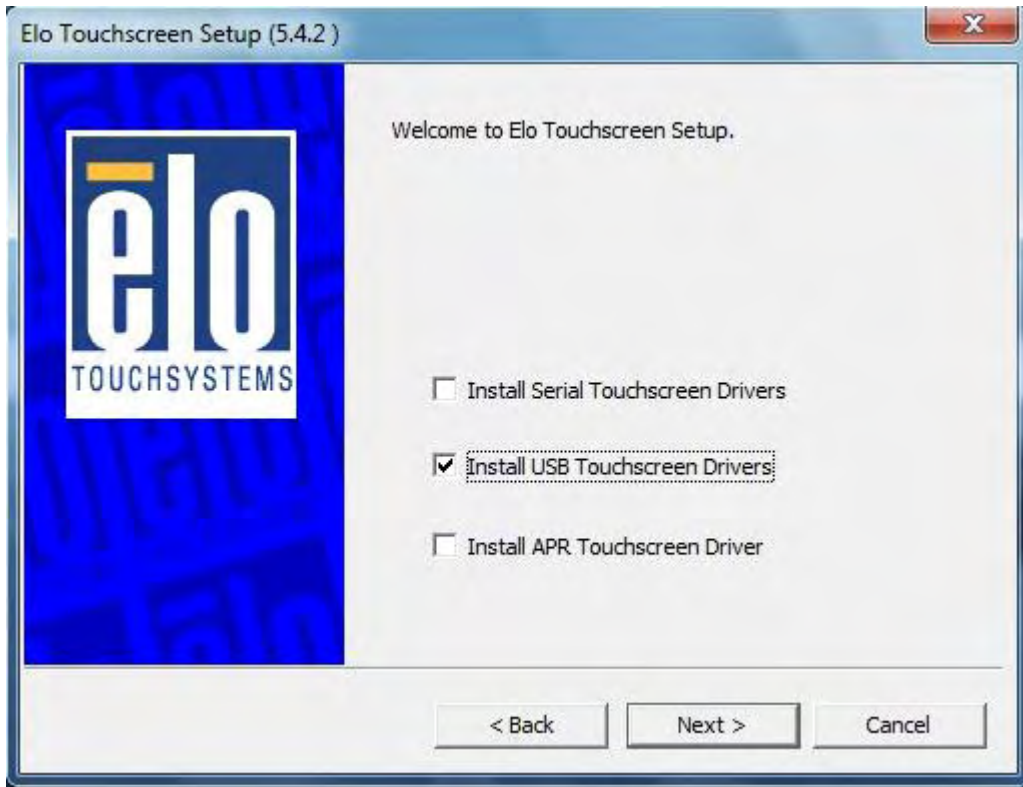 Elo Touchscreen Setup (5.4.2 )
X
Welcome to Elo Touchscreen Setup.
ēlo
TOUCHSYSTEMS
Install Serial Touchscreen Drivers
Install USB Touchscreen Drivers
Install APR Touchscreen Driver
< Back
Next >
Cancel